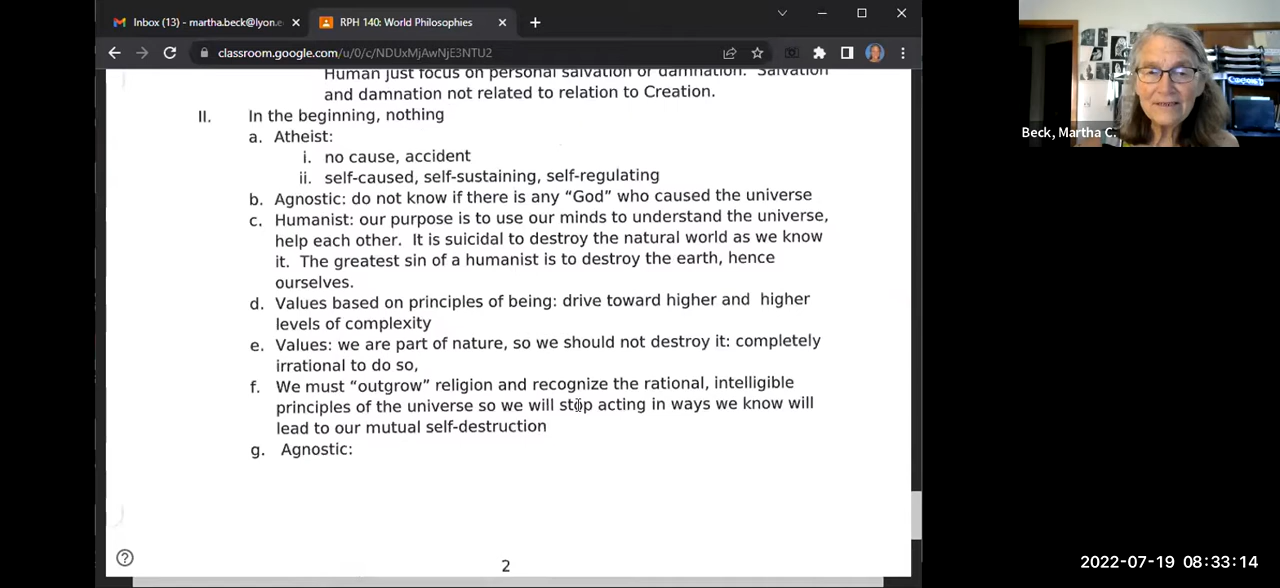 Inbox (13) - martha.beck@lyon.e
RPH 140: World Philosophies
classroom.google.com/u/0/c/NDUxMjAwNjE3NTU2
Human just focus on personal salvation or damnation. Salvation
and damnation not related to relation to Creation.
II. In the beginning, nothing
a. Atheist:
i. no cause, accident
ii. self-caused, self-sustaining, self-regulating
b. Agnostic: do not know if there is any “God” who caused the universe
c. Humanist: our purpose is to use our minds to understand the universe,
help each other. It is suicidal to destroy the natural world as we know
it. The greatest sin of a humanist is to destroy the earth, hence
ourselves.
d. Values based on principles of being: drive toward higher and higher
levels of complexity
e. Values: we are part of nature, so we should not destroy it: completely
irrational to do so,
f. We must “outgrow” religion and recognize the rational, intelligible
principles of the universe so we will stop acting in ways we know will
lead to our mutual self-destruction
g. Agnostic:
2
Beck, Martha C.
2022-07-19 08:33:14